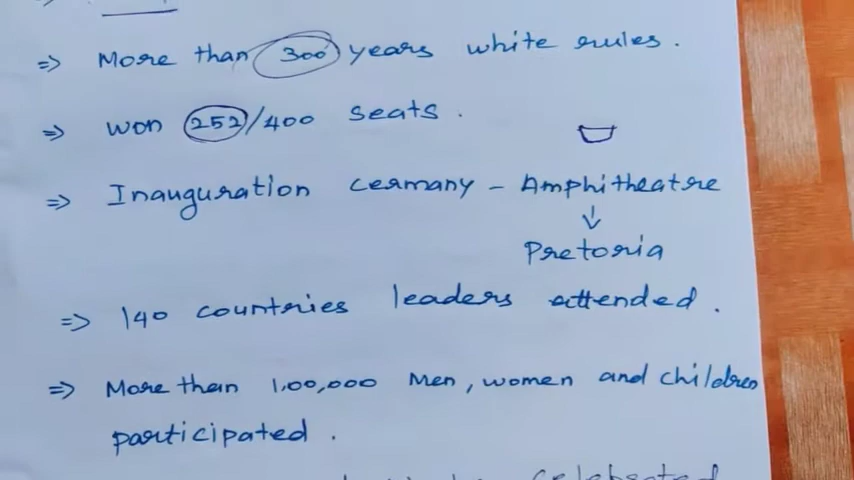 ⇒ More than 300 years white rules.
⇒ won 252/400 seats.
⇒ Inauguration cermany - Amphitheatre
↓
Pretoria
⇒ 140 countries leaders attended.
⇒ More than 1,00,000 Men, women and children
participated.
celebrated